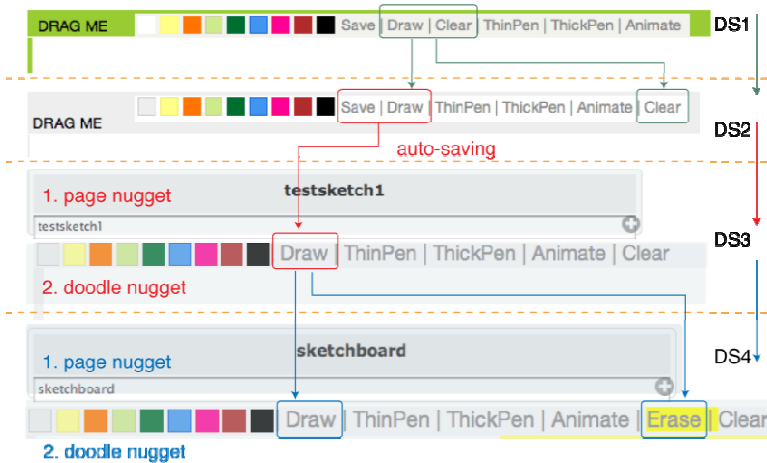 DRAG ME Save | Draw | Clear | ThinPen | ThickPen | Animate DS1
Save | Draw | ThinPen | ThickPen | Animate | Clear
DRAG ME DS2
auto-saving
1. page nugget testsketch1
testsketch1
DS3
Draw | ThinPen | ThickPen | Animate | Clear
2. doodle nugget
1. page nugget sketchboard DS4
sketchboard
Draw | ThinPen | ThickPen | Animate | Erase | Clear
2. doodle nugget